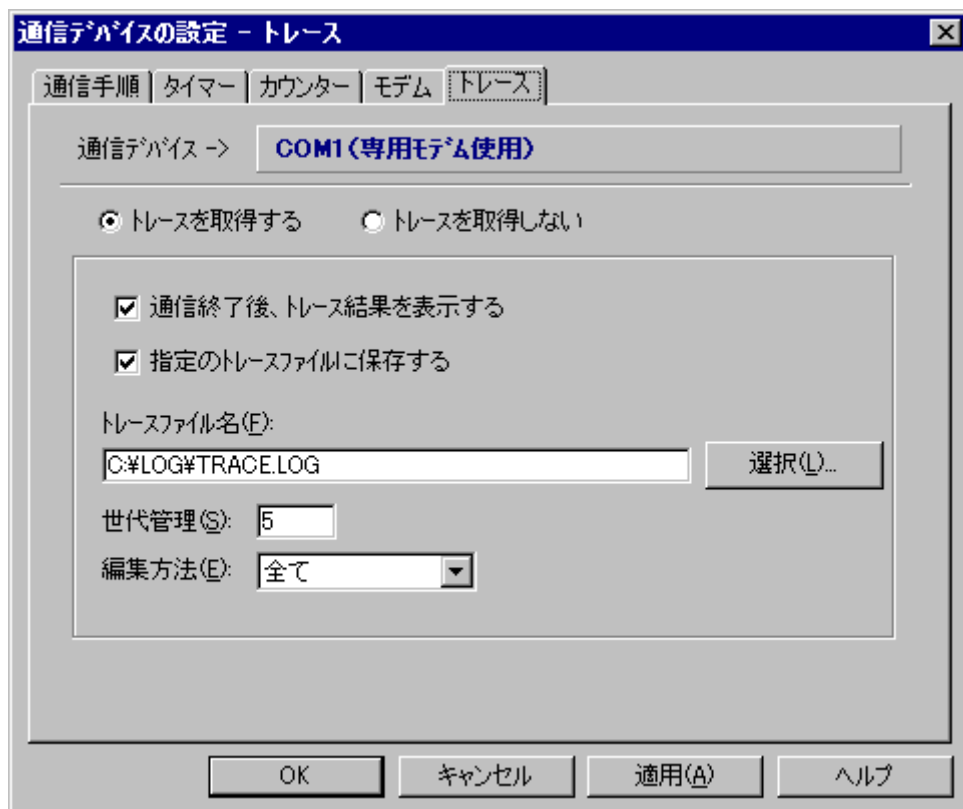 通信ﾃﾞﾊﾞｲｽの設定 - トレース
通信手順 タイマー カウンター モデム トレース
通信ﾃﾞﾊﾞｲｽ -> COM1(専用ﾓﾃﾞﾑ使用)
ﾄﾚｰｽを取得する ﾄﾚｰｽを取得しない
通信終了後、ﾄﾚｰｽ結果を表示する
指定のﾄﾚｰｽﾌｧｲﾙに保存する
ﾄﾚｰｽﾌｧｲﾙ名(F):
C:¥LOG¥TRACE.LOG 選択(L)...
世代管理(S): 5
編集方法(E): 全て
OK キャンセル 適用(A) ヘルプ